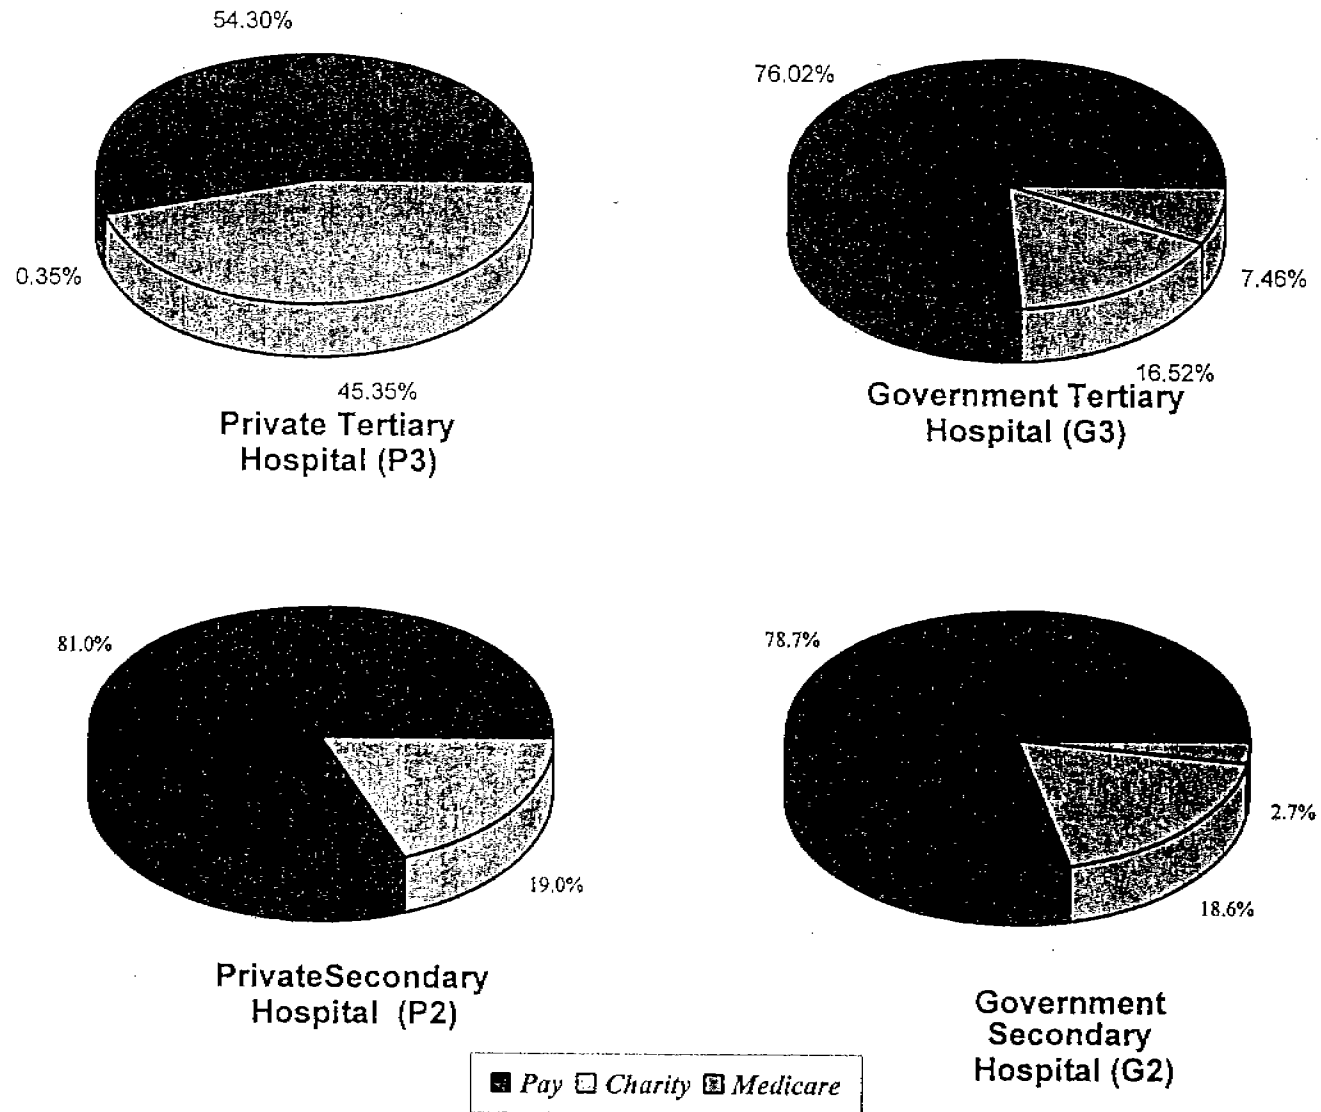 54.30%
0.35%
45.35%
Private Tertiary
Hospital (P3)
76.02%
7.46%
16.52%
Government Tertiary
Hospital (G3)
81.0%
19.0%
PrivateSecondary
Hospital (P2)
78.7%
2.7%
18.6%
Government
Secondary
Hospital (G2)
Pay Charity Medicare